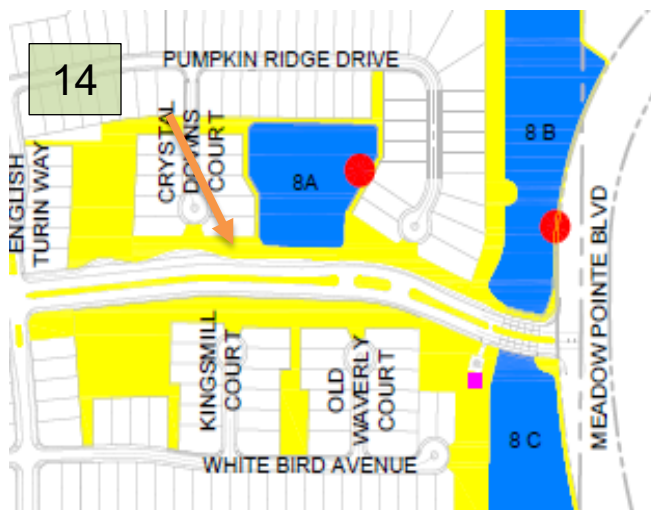 14
PUMPKIN RIDGE DRIVE
CRYSTAL
DOWNS
COURT
ENGLISH
TURIN WAY
8A
8 B
MEADOW POINTE BLVD
KINGSMILL
COURT
OLD
WAVERLY
COURT
8 C
WHITE BIRD AVENUE